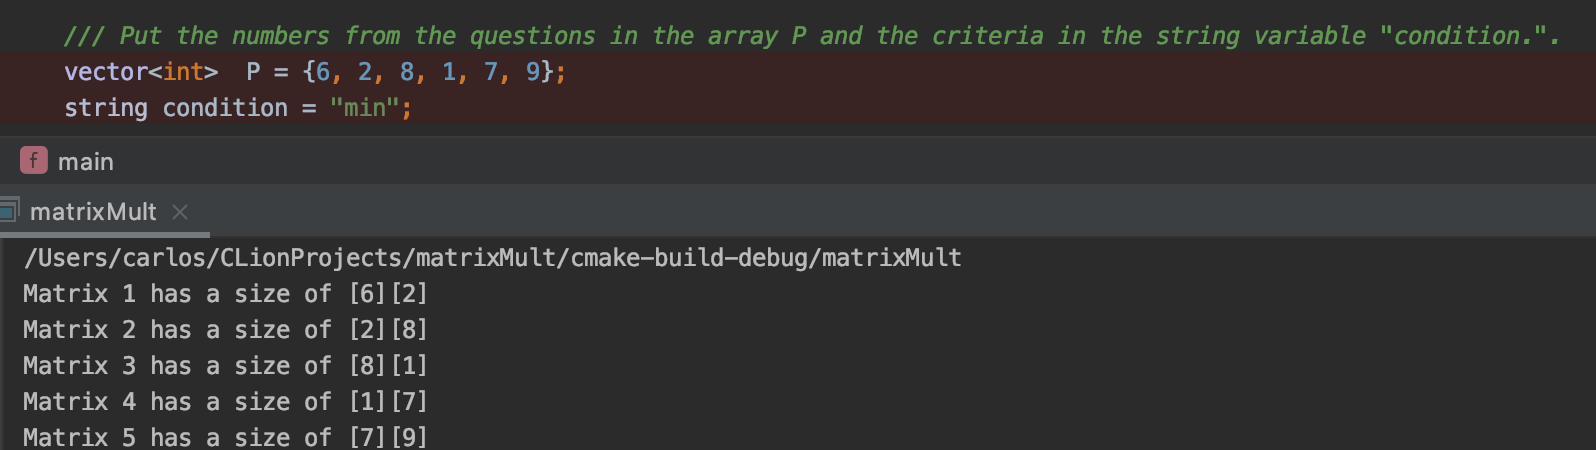 /// Put the numbers from the questions in the array P and the criteria in the string variable "condition.".
vector<int>  P = {6, 2, 8, 1, 7, 9};
string condition = "min";
f main
matrixMult ×
/Users/carlos/CLionProjects/matrixMult/cmake-build-debug/matrixMult
Matrix 1 has a size of [6][2]
Matrix 2 has a size of [2][8]
Matrix 3 has a size of [8][1]
Matrix 4 has a size of [1][7]
Matrix 5 has a size of [7][9]